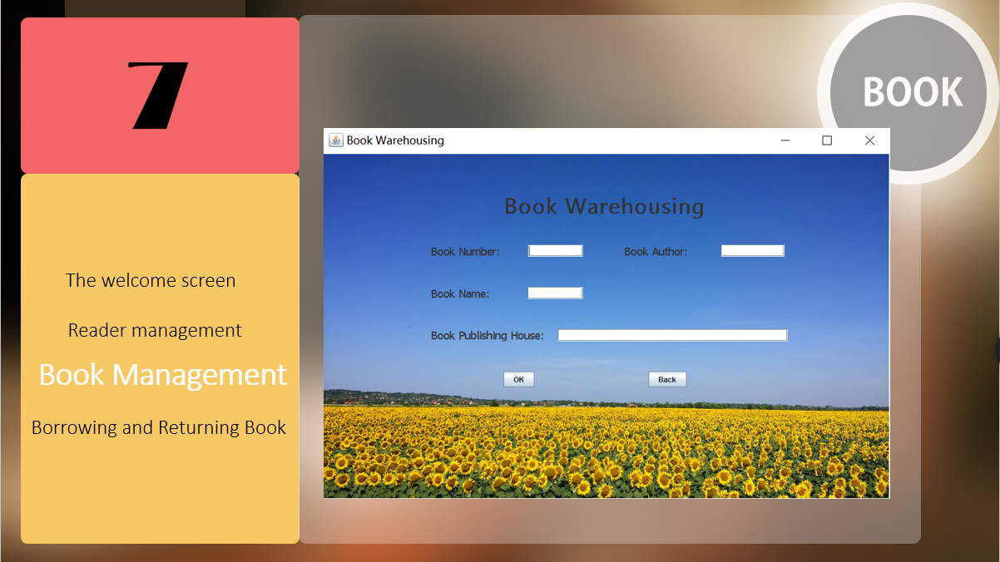 7
The welcome screen
Reader management
Book Management
Borrowing and Returning Book
BOOK
Book Warehousing
Book Warehousing
Book Number:
Book Author:
Book Name:
Book Publishing House:
OK
Back